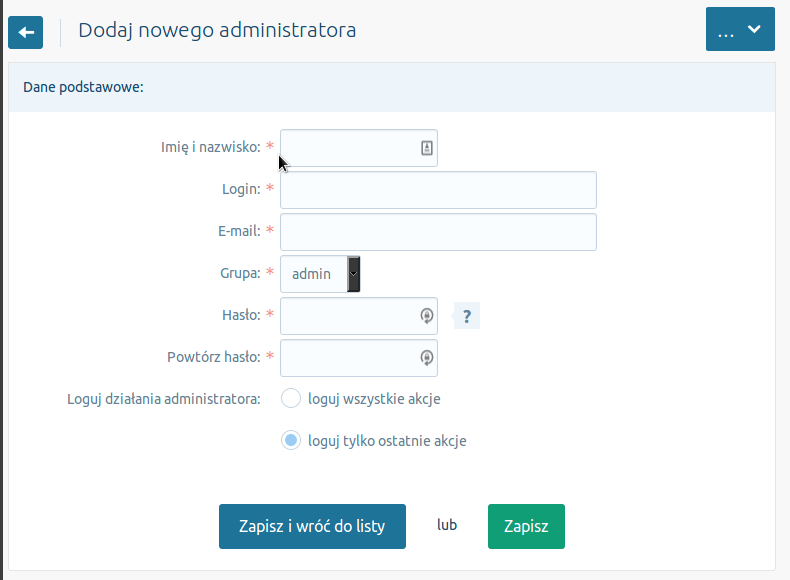 Dodaj nowego administratora
...
Dane podstawowe:
Imię i nazwisko: *
Login: *
E-mail: *
Grupa: * admin
Hasło: * ?
Powtórz hasło: *
Loguj działania administratora: loguj wszystkie akcje
loguj tylko ostatnie akcje
Zapisz i wróć do listy lub Zapisz